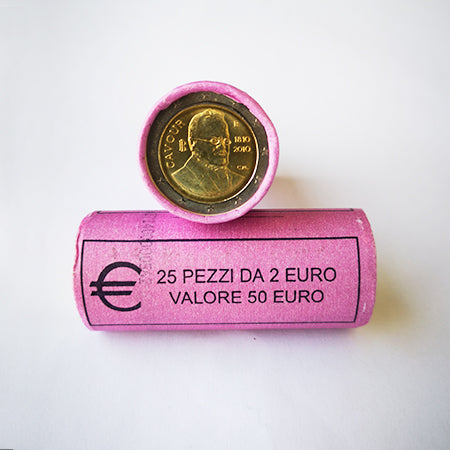 CAVOUR
R
1810
2010
€ 25 PEZZI DA 2 EURO
VALORE 50 EURO